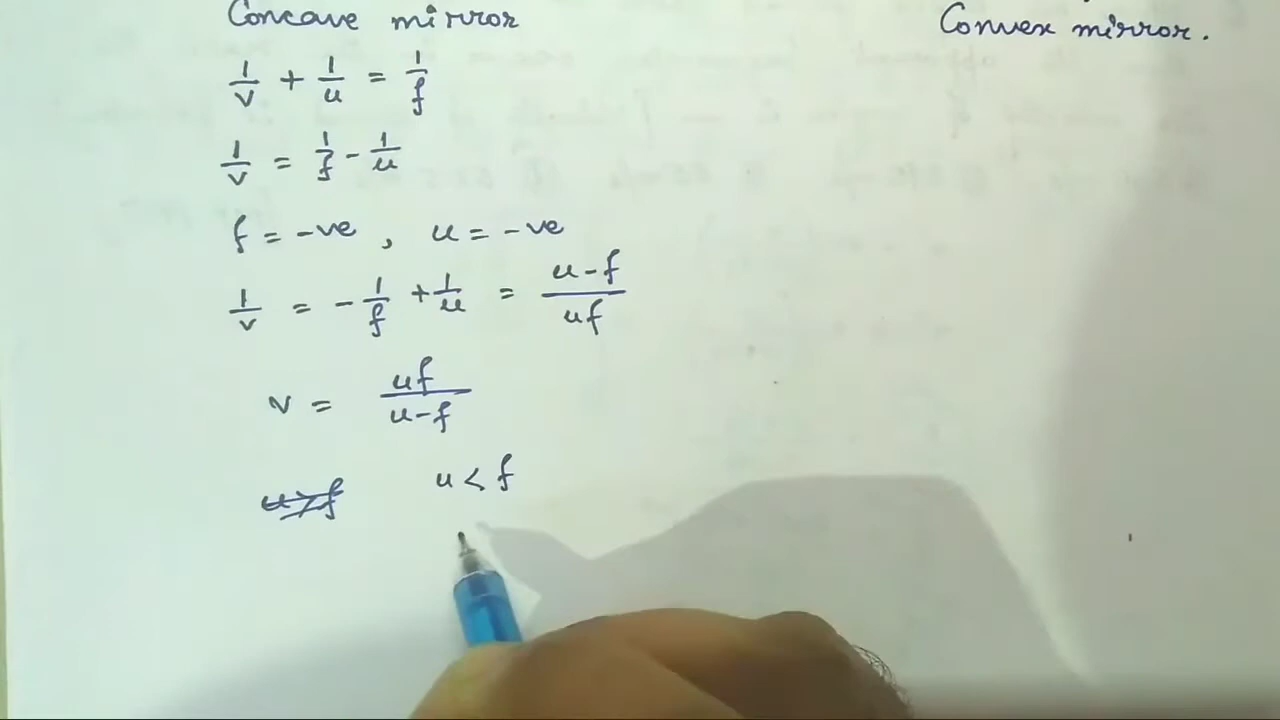 Concave mirror
Convex mirror.
1/v + 1/u = 1/f
1/v = 1/f - 1/u
f = -ve , u = -ve
1/v = - 1/f + 1/u = u-f/uf
v = uf/u-f
u>f u < f